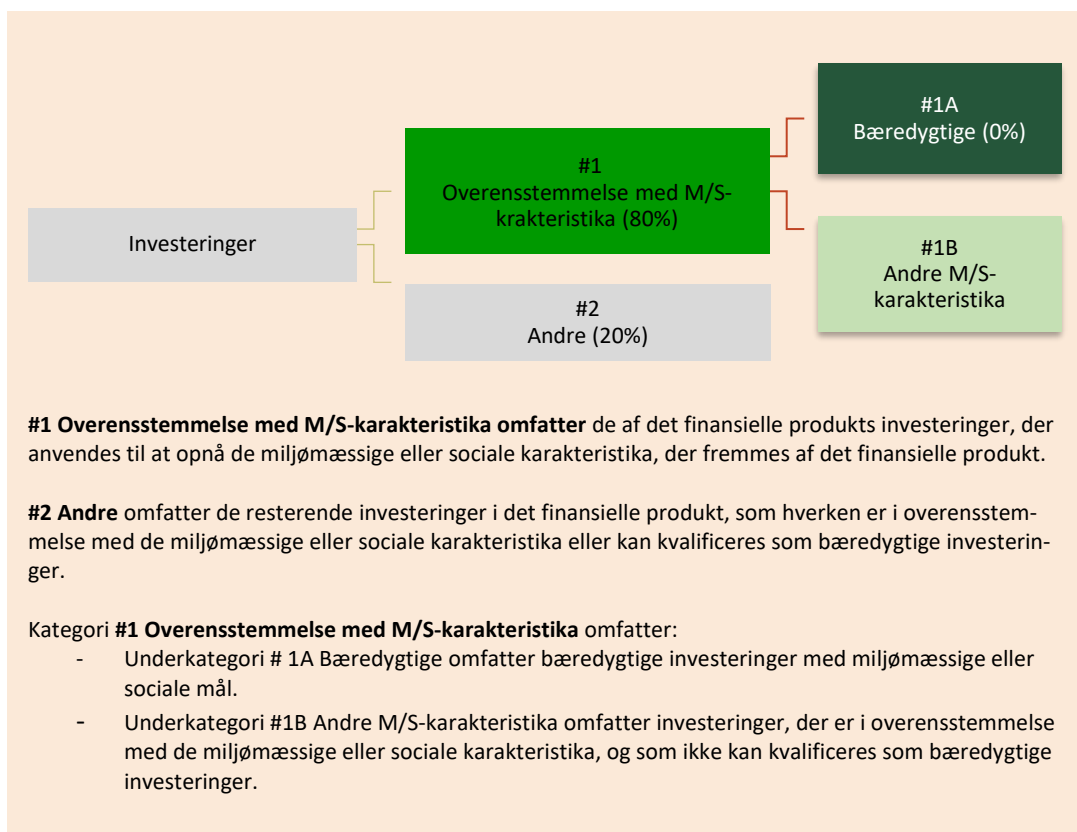 #1A
Bæredygtige (0%)
#1
Overensstemmelse med M/S-
krakteristika (80%)
Investeringer
#1B
Andre M/S-
karakteristika
#2
Andre (20%)
#1 Overensstemmelse med M/S-karakteristika omfatter de af det finansielle produkts investeringer, der
anvendes til at opnå de miljømæssige eller sociale karakteristika, der fremmes af det finansielle produkt.
#2 Andre omfatter de resterende investeringer i det finansielle produkt, som hverken er i overensstem-
melse med de miljømæssige eller sociale karakteristika eller kan kvalificeres som bæredygtige investerin-
ger.
Kategori #1 Overensstemmelse med M/S-karakteristika omfatter:
- Underkategori # 1A Bæredygtige omfatter bæredygtige investeringer med miljømæssige eller
sociale mål.
- Underkategori #1B Andre M/S-karakteristika omfatter investeringer, der er i overensstemmelse
med de miljømæssige eller sociale karakteristika, og som ikke kan kvalificeres som bæredygtige
investeringer.